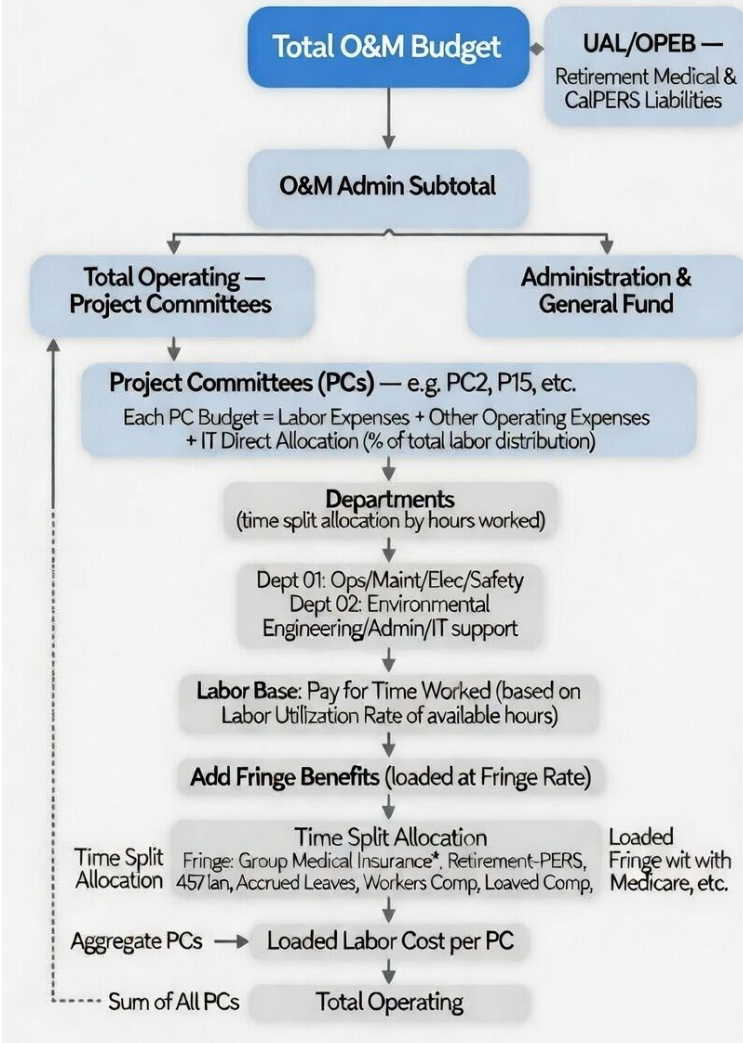 Total O&M Budget
UAL/OPEB —
Retirement Medical &
CalPERS Liabilities
O&M Admin Subtotal
Total Operating —
Project Committees
Administration &
General Fund
Project Committees (PCs) — e.g. PC2, P15, etc.
Each PC Budget = Labor Expenses + Other Operating Expenses
+ IT Direct Allocation (% of total labor distribution)
Departments
(time split allocation by hours worked)
Dept 01: Ops/Maint/Elec/Safety
Dept 02: Environmental
Engineering/Admin/IT support
Labor Base: Pay for Time Worked (based on
Labor Utilization Rate of available hours)
Add Fringe Benefits (loaded at Fringe Rate)
Time Split
Allocation
Time Split Allocation
Fringe: Group Medical Insurance*, Retirement-PERS,
457 lan, Accrued Leaves, Workers Comp, Loaved Comp,
Loaded
Fringe wit with
Medicare, etc.
Aggregate PCs
Loaded Labor Cost per PC
Sum of All PCs
Total Operating